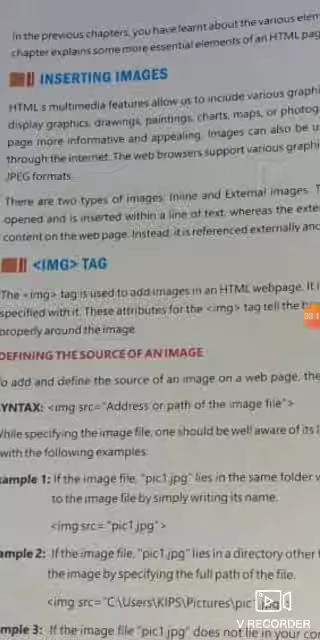 In the previous chapters, you have learnt about the various elem
chapter explains some more essential elements of an HTML pag
INSERTING IMAGES
HTML's multimedia features allow us to include various graphi
display graphics, drawings, paintings, charts, maps, or photog
page more informative and appealing. Images can also be u
through the internet. The web browsers support various graphi
JPEG formats.
There are two types of images: Inline and External images. T
opened and is inserted within a line of text, whereas the exte
content on the web page. Instead, it is referenced externally and
<IMG> TAG
The <img> tag is used to add images in an HTML webpage. It i
specified with it. These attributes for the <img> tag tell the
properly around the image.
DEFINING THE SOURCE OF AN IMAGE
o add and define the source of an image on a web page, the
YNTAX: <img src="Address or path of the image file">
While specifying the image file, one should be well aware of its
with the following examples:
ample 1: If the image file, "pic1.jpg" lies in the same folder
to the image file by simply writing its name.
<img src="pic1.jpg">
ample 2: If the image file, "pic1.jpg" lies in a directory other
the image by specifying the full path of the file.
<img src="C:\Users\KIPS\Pictures\pic jpg
V RECORDER
mple 3: If the image file "pic1.jpg" does not lie in your co